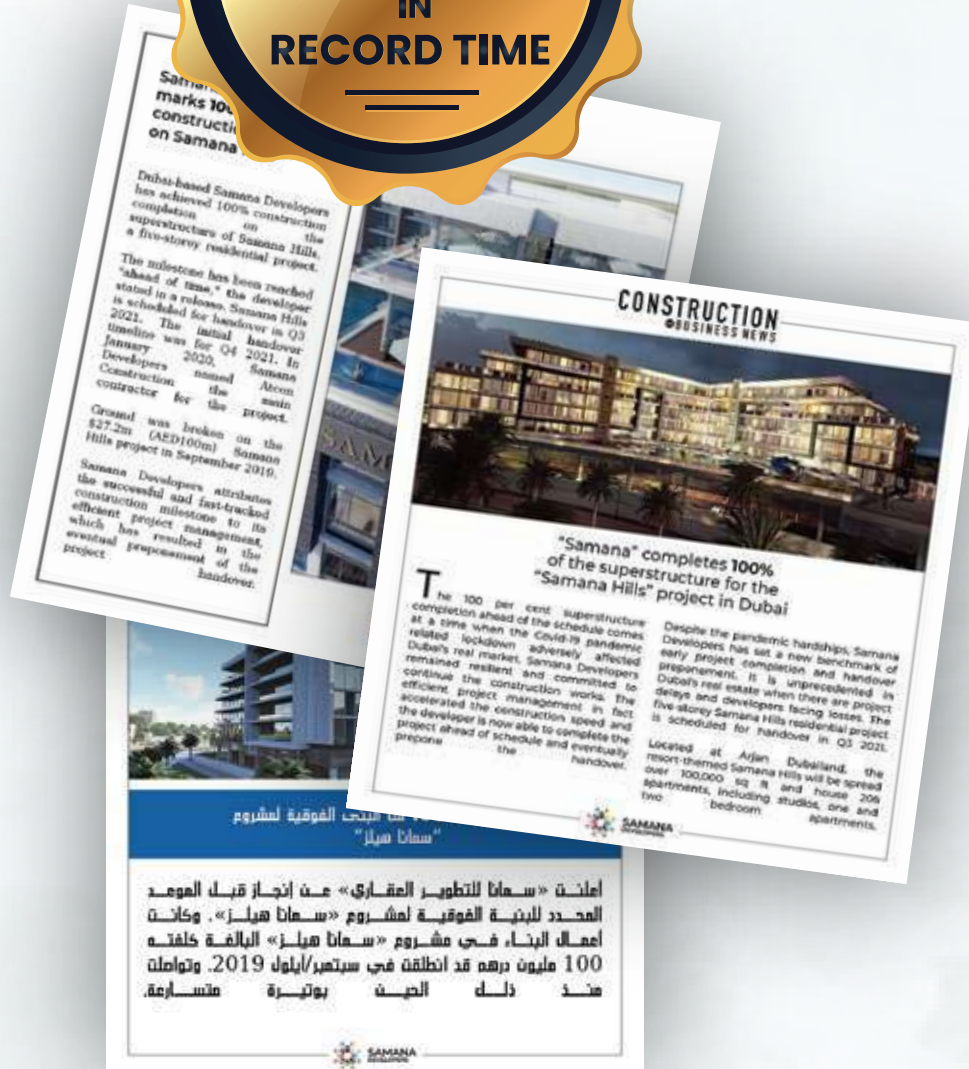 IN
RECORD TIME
marks
constructi
on Samana
Dubai-based Samana Developers
has achieved 100% construction
completion on the
superstructure of Samana Hills,
a five-storey residential project.
The milestone has been reached
"ahead of time," the developer
stated in a release. Samana Hills
is scheduled for handover in Q3
2021. The initial handover
timeline was for Q4 2021. In
January 2020, Samana
Developers named Atcon
Construction the main
contractor for the project.
Ground was broken on the
$27.2m (AED100m) Samana
Hills project in September 2019.
Samana Developers attributes
the successful and fast-tracked
construction milestone to its
efficient project management,
which has resulted in the
eventual preponement of the
project handover.
SAM
CONSTRUCTION
BUSINESS NEWS
"Samana" completes 100%
of the superstructure for the
"Samana Hills" project in Dubai
The 100 per cent superstructure
completion ahead of the schedule comes
at a time when the Covid-19 pandemic
related lockdown adversely affected
Dubai's real market. Samana Developers
remained resilient and committed to
continue the construction works. The
efficient project management in fact
accelerated the construction speed and
the developer is now able to complete the
project ahead of schedule and eventually
prepone the handover.
Despite the pandemic hardships, Samana
Developers has set a new benchmark of
early project completion and handover
preponement. It is unprecedented in
Dubai's real estate when there are project
delays and developers facing losses. The
five-storey Samana Hills residential project
is scheduled for handover in Q3 2021.
Located at Arjan Dubailand, the
resort-themed Samana Hills will be spread
over 100,000 sq ft and house 206
apartments, including studios, one and
two bedroom apartments.
SAMANA
DEVELOPERS
الفوقية لمشروع
"سمانا هيلز"
أعلنت «سمانا للتطوير العقاري» عن إنجاز قبل الموعد
المحدد للبنية الفوقية لمشروع «سمانا هيلز». وكانت
أعمال البناء في مشروع «سمانا هيلز» البالغة كلفته
100 مليون درهم قد انطلقت في سبتمبر/أيلول 2019. وتواصلت
منذ ذلك الحين بوتيرة متسارعة.
SAMANA
DEVELOPERS